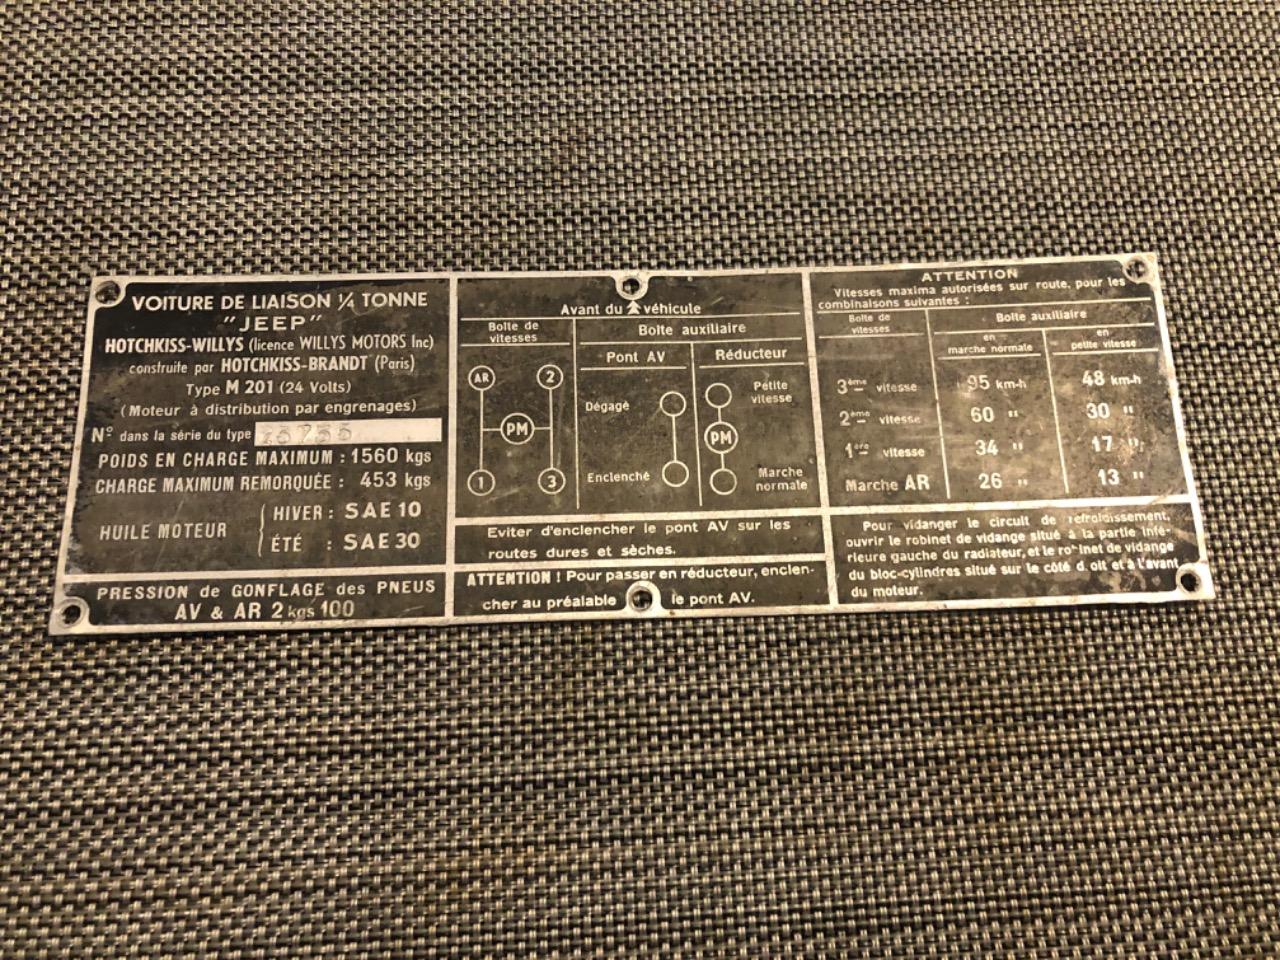 VOITURE DE LIAISON ¼ TONNE
"JEEP"
HOTCHKISS-WILLYS (licence WILLYS MOTORS Inc)
construite par HOTCHKISS-BRANDT (Paris)
Type M 201 (24 Volts)
(Moteur à distribution par engrenages)
N° dans la série du type
POIDS EN CHARGE MAXIMUM : 1560 kgs
CHARGE MAXIMUM REMORQUÉE : 453 kgs
HUILE MOTEUR
HIVER : SAE 10
ÉTÉ : SAE 30
PRESSION de GONFLAGE des PNEUS
AV & AR 2 kgs 100
Avant du véhicule
Boîte de
vitesses
Boîte auxiliaire
Pont AV
Réducteur
AR 2
PM
1 3
Dégagé
Enclenché
Petite
vitesse
PM
Marche
normale
Eviter d'enclencher le pont AV sur les
routes dures et sèches.
ATTENTION ! Pour passer en réducteur, enclen-
cher au préalable le pont AV.
ATTENTION
Vitesses maxima autorisées sur route, pour les
combinaisons suivantes :
Boîte de
vitesses
Boîte auxiliaire
en
marche normale
en
petite vitesse
3ème vitesse 95 km-h 48 km-h
2ème vitesse 60 " 30 "
1ère vitesse 34 " 17 "
Marche AR 26 " 13 "
Pour vidanger le circuit de refroidissement,
ouvrir le robinet de vidange situé à la partie infé-
rieure gauche du radiateur, et le robinet de vidange
du bloc-cylindres situé sur le côté droit et à l'avant
du moteur.